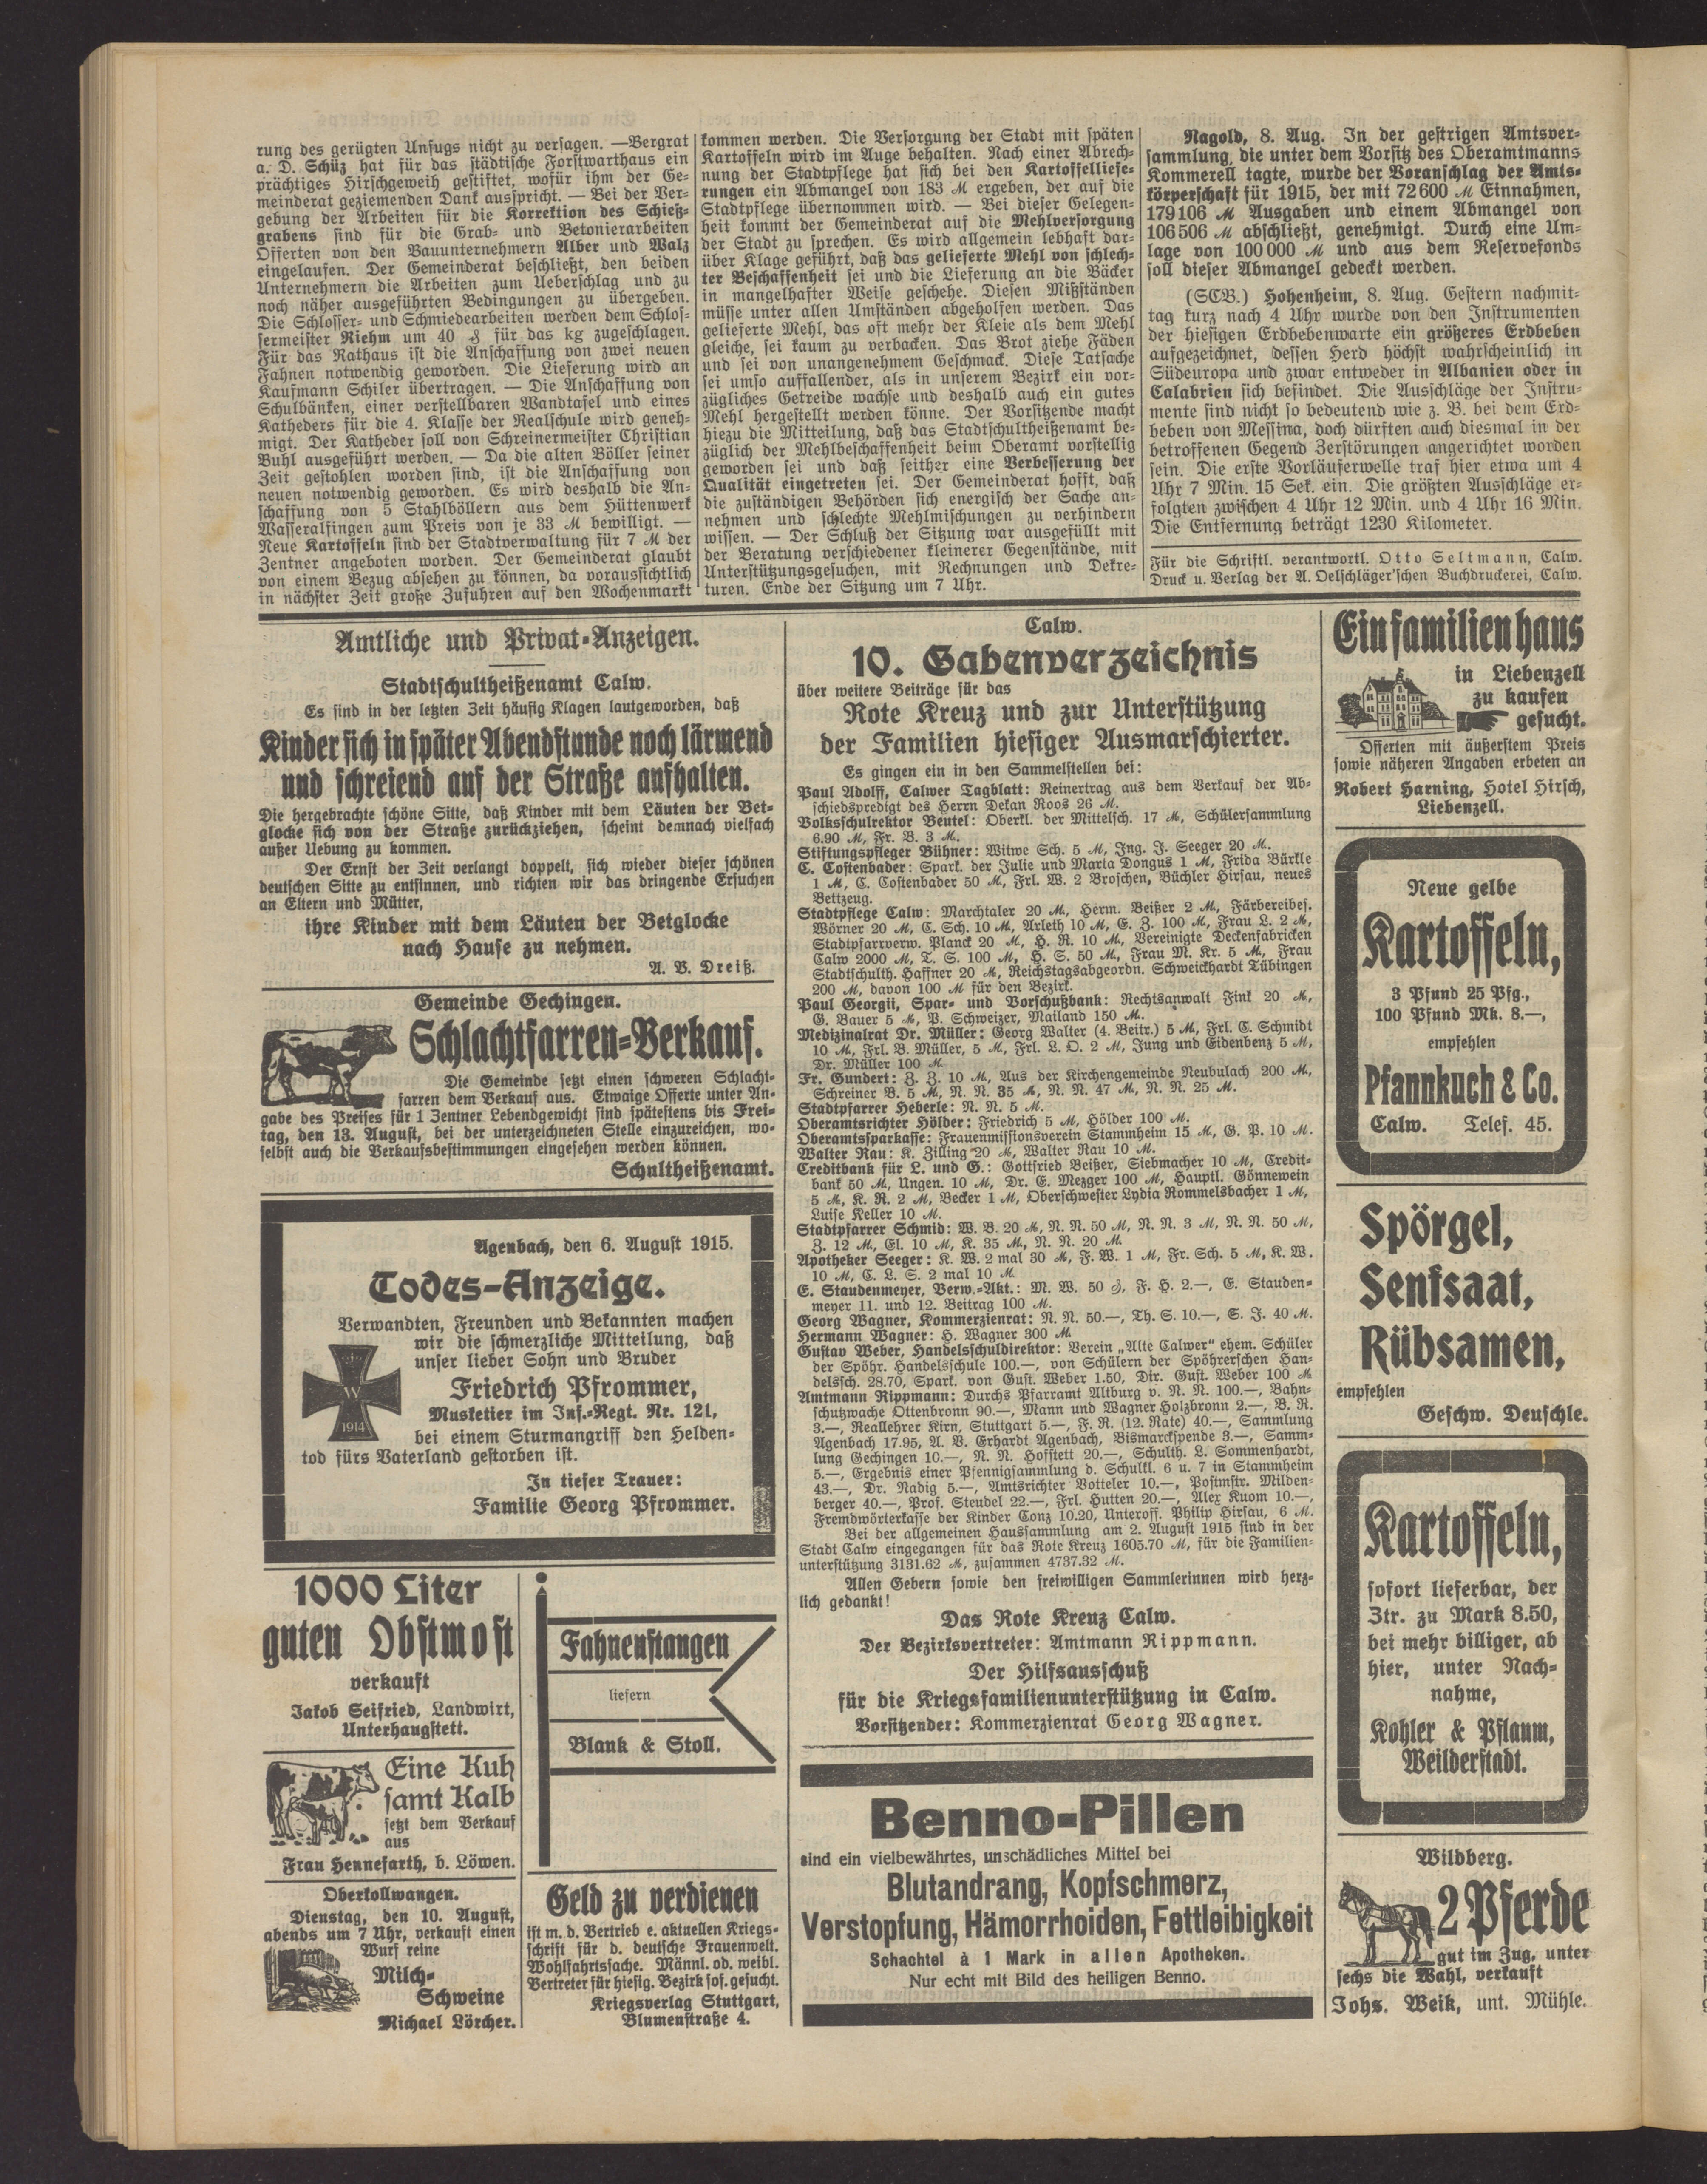 rung des gerügten Unfugs nicht zu versagen. —Bergrat
a. D. Schüz hat für das städtische Forstwarthaus ein
prächtiges Hirschgeweih gestiftet, wofür ihm der Ge-
meinderat geziemenden Dank ausspricht. — Bei der Ver-
gebung der Arbeiten für die Korrektion des Schieß-
grabens sind für die Grab- und Betonierarbeiten
Offerten von den Bauunternehmern Alber und Walz
eingelaufen. Der Gemeinderat beschließt, den beiden
Unternehmern die Arbeiten zum Ueberschlag und zu
noch näher ausgeführten Bedingungen zu übergeben.
Die Schlosser- und Schmiedearbeiten werden dem Schlos-
sermeister Riehm um 40 ₰ für das kg zugeschlagen.
Für das Rathaus ist die Anschaffung von zwei neuen
Fahnen notwendig geworden. Die Lieferung wird an
Kaufmann Schiler übertragen. — Die Anschaffung von
Schulbänken, einer verstellbaren Wandtafel und eines
Katheders für die 4. Klasse der Realschule wird geneh-
migt. Der Katheder soll von Schreinermeister Christian
Buhl ausgeführt werden. — Da die alten Böller seiner
Zeit gestohlen worden sind, ist die Anschaffung von
neuen notwendig geworden. Es wird deshalb die An-
schaffung von 5 Stahlböllern aus dem Hüttenwerk
Wasseralfingen zum Preis von je 33 M bewilligt. —
Neue Kartoffeln sind der Stadtverwaltung für 7 M der
Zentner angeboten worden. Der Gemeinderat glaubt
von einem Bezug absehen zu können, da voraussichtlich
in nächster Zeit große Zufuhren auf den Wochenmarkt
kommen werden. Die Versorgung der Stadt mit späten
Kartoffeln wird im Auge behalten. Nach einer Abrech-
nung der Stadtpflege hat sich bei den Kartoffelliefe-
rungen ein Abmangel von 183 M ergeben, der auf die
Stadtpflege übernommen wird. — Bei dieser Gelegen-
heit kommt der Gemeinderat auf die Mehlversorgung
der Stadt zu sprechen. Es wird allgemein lebhaft dar-
über Klage geführt, daß das gelieferte Mehl von schlech-
ter Beschaffenheit sei und die Lieferung an die Bäcker
in mangelhafter Weise geschehe. Diesen Mißständen
müsse unter allen Umständen abgeholfen werden. Das
gelieferte Mehl, das oft mehr der Kleie als dem Mehl
gleiche, sei kaum zu verbacken. Das Brot ziehe Fäden
und sei von unangenehmem Geschmack. Diese Tatsache
sei umso auffallender, als in unserem Bezirk ein vor-
zügliches Getreide wachse und deshalb auch ein gutes
Mehl hergestellt werden könne. Der Vorsitzende macht
hiezu die Mitteilung, daß das Stadtschultheißenamt be-
züglich der Mehlbeschaffenheit beim Oberamt vorstellig
geworden sei und daß seither eine Verbesserung der
Qualität eingetreten sei. Der Gemeinderat hofft, daß
die zuständigen Behörden sich energisch der Sache an-
nehmen und schlechte Mehlmischungen zu verhindern
wissen. — Der Schluß der Sitzung war ausgefüllt mit
der Beratung verschiedener kleinerer Gegenstände, mit
Unterstützungsgesuchen, mit Rechnungen und Dekre-
turen. Ende der Sitzung um 7 Uhr.
Nagold, 8. Aug. In der gestrigen Amtsver-
sammlung, die unter dem Vorsitz des Oberamtmanns
Kommerell tagte, wurde der Voranschlag der Amts-
körperschaft für 1915, der mit 72600 M Einnahmen,
179106 M Ausgaben und einem Abmangel von
106506 M abschließt, genehmigt. Durch eine Um-
lage von 100000 M und aus dem Reservefonds
soll dieser Abmangel gedeckt werden.
(SCB.) Hohenheim, 8. Aug. Gestern nachmit-
tag kurz nach 4 Uhr wurde von den Instrumenten
der hiesigen Erdbebenwarte ein größeres Erdbeben
aufgezeichnet, dessen Herd höchst wahrscheinlich in
Südeuropa und zwar entweder in Albanien oder in
Calabrien sich befindet. Die Ausschläge der Instru-
mente sind nicht so bedeutend wie z. B. bei dem Erd-
beben von Messina, doch dürften auch diesmal in der
betroffenen Gegend Zerstörungen angerichtet worden
sein. Die erste Vorläuferwelle traf hier etwa um 4
Uhr 7 Min. 15 Sek. ein. Die größten Ausschläge er-
folgten zwischen 4 Uhr 12 Min. und 4 Uhr 16 Min.
Die Entfernung beträgt 1230 Kilometer.
Für die Schriftl. verantwortl. Otto Seltmann, Calw.
Druck u. Verlag der A. Oelschläger'schen Buchdruckerei, Calw.
Amtliche und Privat-Anzeigen.
Stadtschultheißenamt Calw.
Es sind in der letzten Zeit häufig Klagen lautgeworden, daß
Kinder sich in später Abendstunde noch lärmend
und schreiend auf der Straße aufhalten.
Die hergebrachte schöne Sitte, daß Kinder mit dem Läuten der Bet-
glocke sich von der Straße zurückziehen, scheint demnach vielfach
außer Uebung zu kommen.
Der Ernst der Zeit verlangt doppelt, sich wieder dieser schönen
deutschen Sitte zu entsinnen, und richten wir das dringende Ersuchen
an Eltern und Mütter,
ihre Kinder mit dem Läuten der Betglocke
nach Hause zu nehmen.
A. V. Dreiß.
Gemeinde Gechingen.
Schlachtfarren-Verkauf.
Die Gemeinde setzt einen schweren Schlacht-
farren dem Verkauf aus. Etwaige Offerte unter An-
gabe des Preises für 1 Zentner Lebendgewicht sind spätestens bis Frei-
tag, den 13. August, bei der unterzeichneten Stelle einzureichen, wo-
selbst auch die Verkaufsbestimmungen eingesehen werden können.
Schultheißenamt.
Agenbach, den 6. August 1915.
Todes-Anzeige.
Verwandten, Freunden und Bekannten machen
wir die schmerzliche Mitteilung, daß
unser lieber Sohn und Bruder
Friedrich Pfrommer,
Musketier im Inf.-Regt. Nr. 121,
bei einem Sturmangriff den Helden-
tod fürs Vaterland gestorben ist.
W
1914
In tiefer Trauer:
Familie Georg Pfrommer.
1000 Liter
guten Obstmost
verkauft
Jakob Seifried, Landwirt,
Unterhaugstett.
Eine Kuh
samt Kalb
setzt dem Verkauf
aus
Frau Hennefarth, b. Löwen.
Oberkollwangen.
Dienstag, den 10. August,
abends um 7 Uhr, verkauft einen
Wurf reine
Milch-
Schweine
Michael Lörcher.
Fahnenstangen
liefern
Blank & Stoll.
Geld zu verdienen
ist m. d. Vertrieb e. aktuellen Kriegs-
schrift für d. deutsche Frauenwelt.
Wohlfahrtssache. Männl. od. weibl.
Vertreter für hiesig. Bezirk sof. gesucht.
Kriegsverlag Stuttgart,
Blumenstraße 4.
Calw.
10. Gabenverzeichnis
über weitere Beiträge für das
Rote Kreuz und zur Unterstützung
der Familien hiesiger Ausmarschierter.
Es gingen ein in den Sammelstellen bei:
Paul Adolff, Calwer Tagblatt: Reinertrag aus dem Verkauf der Ab-
schiedspredigt des Herrn Dekan Roos 26 M.
Volksschulrektor Beutel: Oberkl. der Mittelsch. 17 M, Schülersammlung
6.90 M, Fr. B. 3 M.
Stiftungspfleger Bühner: Witwe Sch. 5 M, Ing. J. Seeger 20 M.
C. Costenbader: Spark. der Julie und Maria Dongus 1 M, Frida Bürkle
1 M, C. Costenbader 50 M, Frl. W. 2 Broschen, Büchler Hirsau, neues
Bettzeug.
Stadtpflege Calw: Marchtaler 20 M, Herm. Beißer 2 M, Färbereibes.
Wörner 20 M, C. Sch. 10 M, Arleth 10 M, E. Z. 100 M, Frau L. 2 M,
Stadtpfarrverw. Planck 20 M, H. R. 10 M, Vereinigte Deckenfabriken
Calw 2000 M, T. S. 100 M, H. S. 50 M, Frau M. Kr. 5 M, Frau
Stadtschulth. Haffner 20 M, Reichstagsabgeordn. Schweickhardt Tübingen
200 M, davon 100 M für den Bezirk.
Paul Georgii, Spar- und Vorschußbank: Rechtsanwalt Fink 20 M,
G. Bauer 5 M, P. Schweizer, Mailand 150 M.
Medizinalrat Dr. Müller: Georg Walter (4. Beitr.) 5 M, Frl. C. Schmidt
10 M, Frl. B. Müller, 5 M, Frl. L. O. 2 M, Jung und Eidenbenz 5 M,
Dr. Müller 100 M
Fr. Gundert: Z. Z. 10 M, Aus der Kirchengemeinde Neubulach 200 M,
Schreiner B. 5 M, N. N. 35 M, N. N. 47 M, N. N. 25 M.
Stadtpfarrer Heberle: N. N. 5 M.
Oberamtsrichter Hölder: Friedrich 5 M, Hölder 100 M.
Oberamtssparkasse: Frauenmissionsverein Stammheim 15 M, G. P. 10 M.
Walter Rau: K. Zilling 20 M, Walter Rau 10 M.
Creditbank für L. und G.: Gottfried Beißer, Siebmacher 10 M, Credit-
bank 50 M, Ungen. 10 M, Dr. E. Mezger 100 M, Hauptl. Gönnewein
5 M, K. R. 2 M, Becker 1 M, Oberschwester Lydia Rommelsbacher 1 M,
Luise Keller 10 M.
Stadtpfarrer Schmid: W. B. 20 M, N. N. 50 M, N. N. 3 M, N. N. 50 M,
Z. 12 M, El. 10 M, K. 35 M, N. N. 20 M.
Apotheker Seeger: K. W. 2 mal 30 M, F. W. 1 M, Fr. Sch. 5 M, K. W.
10 M, C. L. S. 2 mal 10 M
E. Staudenmeyer, Verw.-Akt.: M. W. 50 ₰, F. H. 2.—, E. Stauden-
meyer 11. und 12. Beitrag 100 M.
Georg Wagner, Kommerzienrat: N. N. 50.—, Th. S. 10.—, E. J. 40 M.
Hermann Wagner: H. Wagner 300 M
Gustav Weber, Handelsschuldirektor: Verein „Alte Calwer“ ehem. Schüler
der Spöhr. Handelsschule 100.—, von Schülern der Spöhrerschen Han-
delssch. 28.70, Spark. von Gust. Weber 1.50, Dir. Gust. Weber 100 M
Amtmann Rippmann: Durchs Pfarramt Altburg v. N. N. 100.—, Bahn-
schutzwache Ottenbronn 90.—, Mann und Wagner Holzbronn 2.—, B. R.
3.—, Reallehrer Kirn, Stuttgart 5.—, F. R. (12. Rate) 40.—, Sammlung
Agenbach 17.95, A. V. Erhardt Agenbach, Bismarckspende 3.—, Samm-
lung Gechingen 10.—, N. N. Hofstett 20.—, Schulth. L. Sommenhardt,
5.—, Ergebnis einer Pfennigsammlung d. Schulkl. 6 u. 7 in Stammheim
43.—, Dr. Nadig 5.—, Amtsrichter Votteler 10.—, Postmstr. Milden-
berger 40.—, Prof. Steudel 22.—, Frl. Hutten 20.—, Alex Kuom 10.—,
Fremdwörterkasse der Kinder Conz 10.20, Unteroff. Philip Hirsau, 6 M.
Bei der allgemeinen Haussammlung am 2. August 1915 sind in der
Stadt Calw eingegangen für das Rote Kreuz 1605.70 M, für die Familien-
unterstützung 3131.62 M, zusammen 4737.32 M.
Allen Gebern sowie den freiwilligen Sammlerinnen wird herz-
lich gedankt!
Das Rote Kreuz Calw.
Der Bezirksvertreter: Amtmann Rippmann.
Der Hilfsausschuß
für die Kriegsfamilienunterstützung in Calw.
Vorsitzender: Kommerzienrat Georg Wagner.
Benno-Pillen
sind ein vielbewährtes, unschädliches Mittel bei
Blutandrang, Kopfschmerz,
Verstopfung, Hämorrhoiden, Fettleibigkeit
Schachtel à 1 Mark in allen Apotheken.
Nur echt mit Bild des heiligen Benno.
Einfamilienhaus
in Liebenzell
zu kaufen
gesucht.
Offerten mit äußerstem Preis
sowie näheren Angaben erbeten an
Robert Harning, Hotel Hirsch,
Liebenzell.
Neue gelbe
Kartoffeln,
3 Pfund 25 Pfg.,
100 Pfund Mk. 8.—,
empfehlen
Pfannkuch & Co.
Calw. Telef. 45.
Spörgel,
Senfsaat,
Rübsamen,
empfehlen
Geschw. Deuschle.
Kartoffeln,
sofort lieferbar, der
Ztr. zu Mark 8.50,
bei mehr billiger, ab
hier, unter Nach-
nahme,
Kohler & Pflaum,
Weilderstadt.
Wildberg.
2 Pferde
gut im Zug, unter
sechs die Wahl, verkauft
Johs. Weik, unt. Mühle.